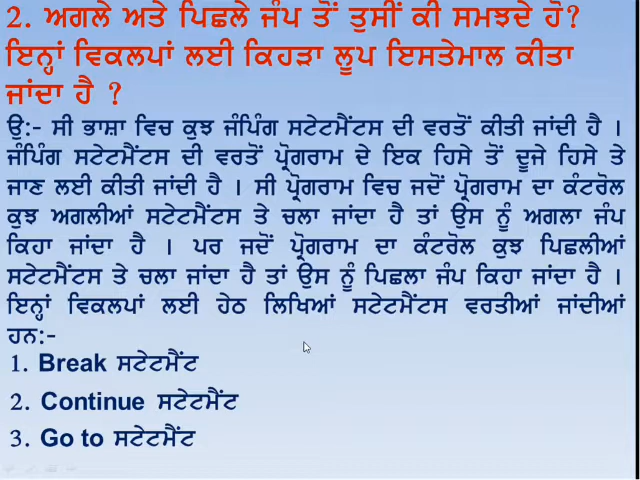 2. ਅਗਲੇ ਅਤੇ ਪਿਛਲੇ ਜੰਪ ਤੋਂ ਤੁਸੀਂ ਕੀ ਸਮਝਦੇ ਹੋ?
ਇਨ੍ਹਾਂ ਵਿਕਲਪਾਂ ਲਈ ਕਿਹੜਾ ਲੂਪ ਇਸਤੇਮਾਲ ਕੀਤਾ
ਜਾਂਦਾ ਹੈ ?
ਉ:- ਸੀ ਭਾਸ਼ਾ ਵਿਚ ਕੁਝ ਜੰਪਿੰਗ ਸਟੇਟਮੈਂਟਸ ਦੀ ਵਰਤੋਂ ਕੀਤੀ ਜਾਂਦੀ ਹੈ ।
ਜੰਪਿੰਗ ਸਟੇਟਮੈਂਟਸ ਦੀ ਵਰਤੋਂ ਪ੍ਰੋਗਰਾਮ ਦੇ ਇਕ ਹਿਸੇ ਤੋਂ ਦੂਜੇ ਹਿਸੇ ਤੇ
ਜਾਣ ਲਈ ਕੀਤੀ ਜਾਂਦੀ ਹੈ । ਸੀ ਪ੍ਰੋਗਰਾਮ ਵਿਚ ਜਦੋਂ ਪ੍ਰੋਗਰਾਮ ਦਾ ਕੰਟਰੋਲ
ਕੁਝ ਅਗਲੀਆਂ ਸਟੇਟਮੈਂਟਸ ਤੇ ਚਲਾ ਜਾਂਦਾ ਹੈ ਤਾਂ ਉਸ ਨੂੰ ਅਗਲਾ ਜੰਪ
ਕਿਹਾ ਜਾਂਦਾ ਹੈ । ਪਰ ਜਦੋਂ ਪ੍ਰੋਗਰਾਮ ਦਾ ਕੰਟਰੋਲ ਕੁਝ ਪਿਛਲੀਆਂ
ਸਟੇਟਮੈਂਟਸ ਤੇ ਚਲਾ ਜਾਂਦਾ ਹੈ ਤਾਂ ਉਸ ਨੂੰ ਪਿਛਲਾ ਜੰਪ ਕਿਹਾ ਜਾਂਦਾ ਹੈ ।
ਇਨ੍ਹਾਂ ਵਿਕਲਪਾਂ ਲਈ ਹੇਠ ਲਿਖਿਆਂ ਸਟੇਟਮੈਂਟਸ ਵਰਤੀਆਂ ਜਾਂਦੀਆਂ
ਹਨ:-
1. Break ਸਟੇਟਮੈਂਟ
2. Continue ਸਟੇਟਮੈਂਟ
3. Go to ਸਟੇਟਮੈਂਟ